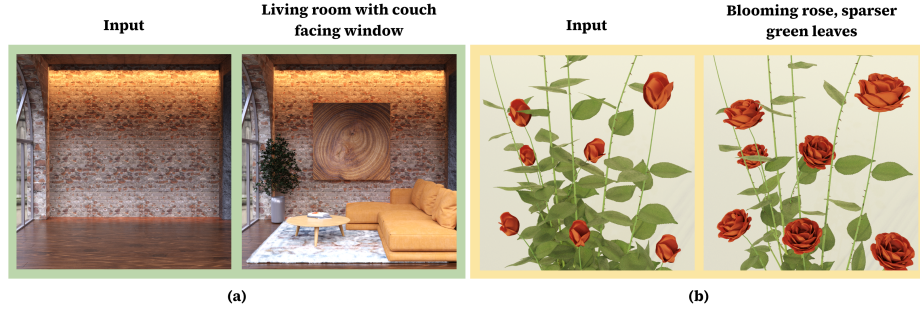 Input
Living room with couch
facing window
Input
Blooming rose, sparser
green leaves
(a)
(b)